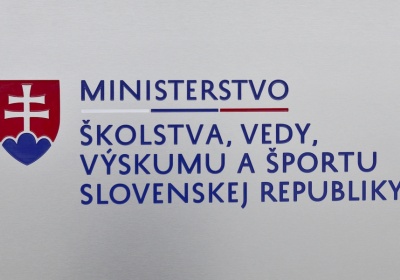 MINISTERSTVO
ŠKOLSTVA, VEDY,
VÝSKUMU A ŠPORTU
SLOVENSKEJ REPUBLIKY